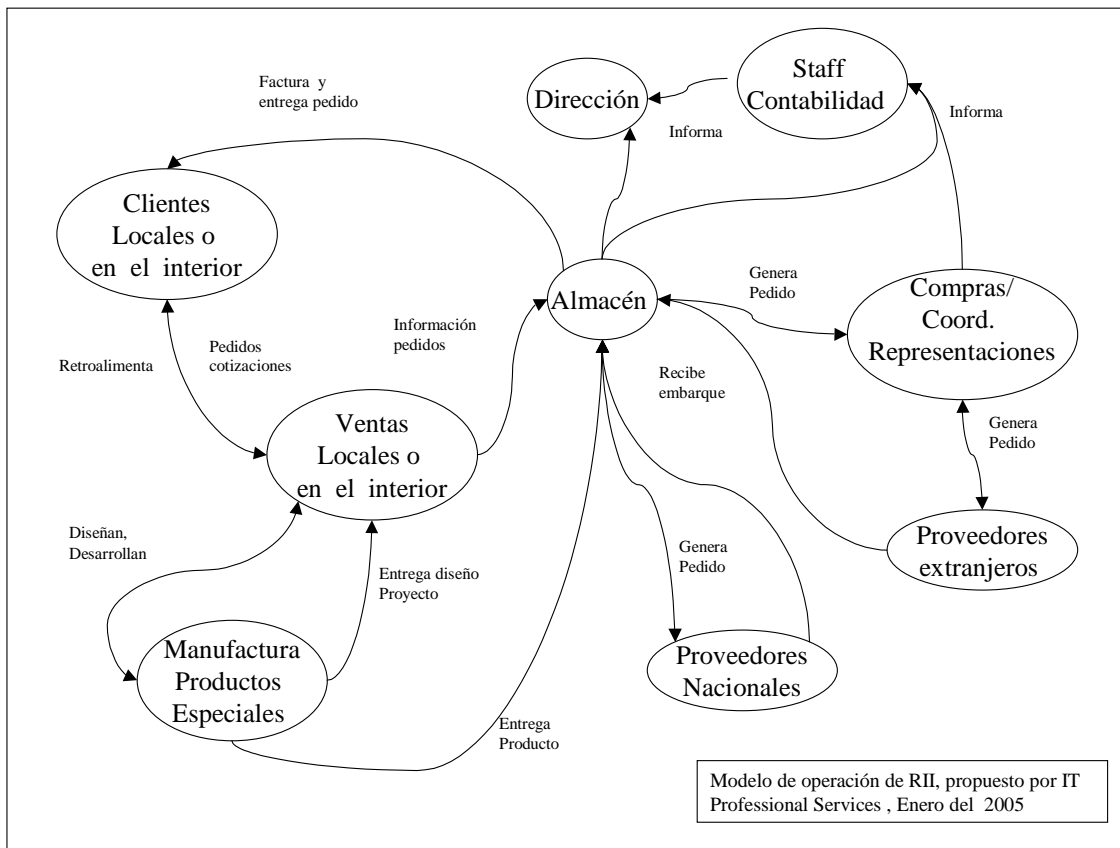 Factura y
entrega pedido
Dirección
Staff
Contabilidad
Informa
Informa
Clientes
Locales o
en el interior
Almacén
Genera
Pedido
Compras/
Coord.
Representaciones
Retroalimenta
Pedidos
cotizaciones
Información
pedidos
Recibe
embarque
Genera
Pedido
Ventas
Locales o
en el interior
Diseñan,
Desarrollan
Entrega diseño
Proyecto
Genera
Pedido
Proveedores
extranjeros
Manufactura
Productos
Especiales
Proveedores
Nacionales
Entrega
Producto
Modelo de operación de RII, propuesto por IT
Professional Services , Enero del 2005